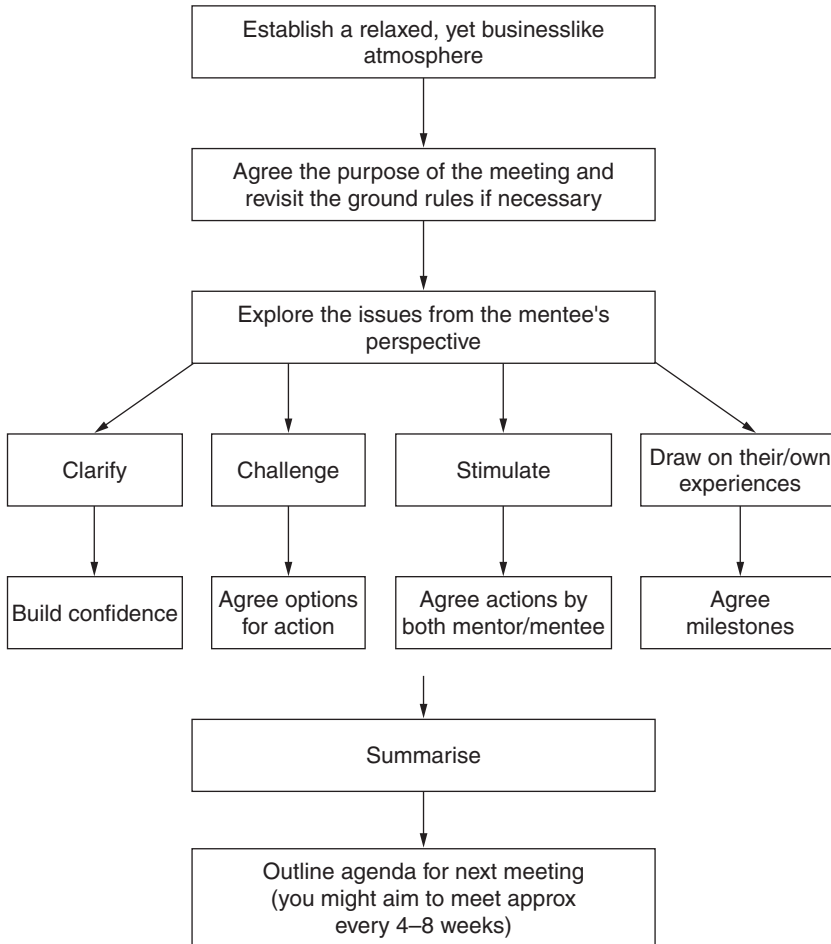 Establish a relaxed, yet businesslike
atmosphere
Agree the purpose of the meeting and
revisit the ground rules if necessary
Explore the issues from the mentee's
perspective
Clarify
Challenge
Stimulate
Draw on their/own
experiences
Build confidence
Agree options
for action
Agree actions by
both mentor/mentee
Agree
milestones
Summarise
Outline agenda for next meeting
(you might aim to meet approx
every 4–8 weeks)